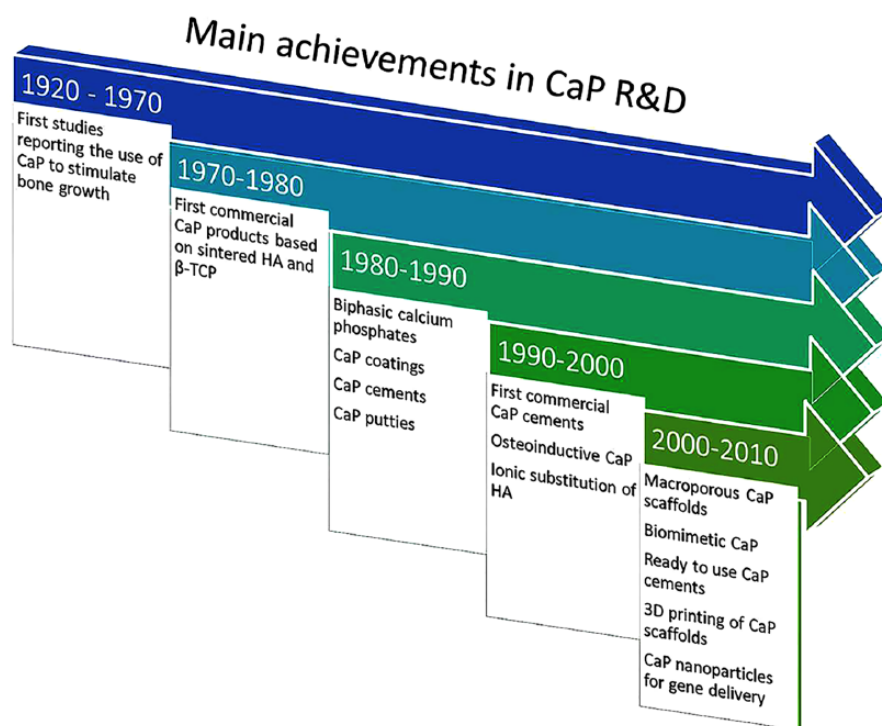 Main achievements in CaP R&D
1920 - 1970
First studies
reporting the use of
CaP to stimulate
bone growth
1970-1980
First commercial
CaP products based
on sintered HA and
β-TCP
1980-1990
Biphasic calcium
phosphates
CaP coatings
CaP cements
CaP putties
1990-2000
First commercial
CaP cements
Osteoinductive CaP
Ionic substitution of
HA
2000-2010
Macroporous CaP
scaffolds
Biomimetic CaP
Ready to use CaP
cements
3D printing of CaP
scaffolds
CaP nanoparticles
for gene delivery